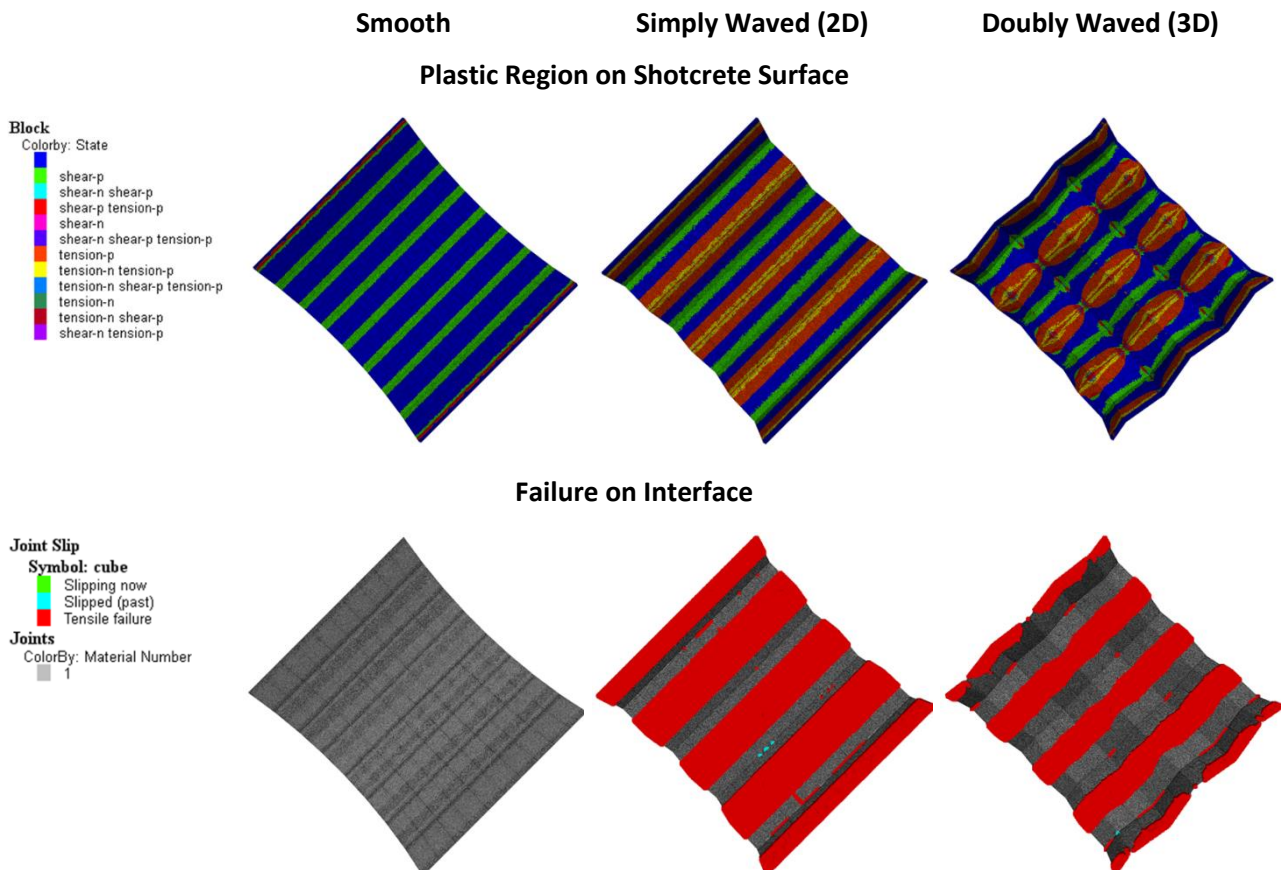 Smooth Simply Waved (2D) Doubly Waved (3D)
Plastic Region on Shotcrete Surface
Block
Colorby: State
shear-p
shear-n shear-p
shear-p tension-p
shear-n
shear-n shear-p tension-p
tension-p
tension-n tension-p
tension-n shear-p tension-p
tension-n
tension-n shear-p
shear-n tension-p
Failure on Interface
Joint Slip
Symbol: cube
Slipping now
Slipped (past)
Tensile failure
Joints
ColorBy: Material Number
1